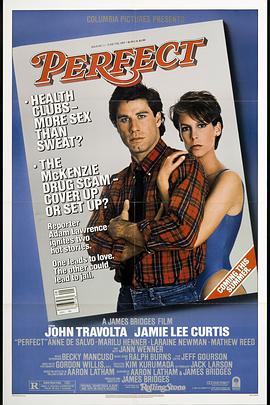 COLUMBIA PICTURES PRESENTS
PERFECT
• HEALTH
CLUBS–
MORE SEX
THAN
SWEAT?
• THE
McKENZIE
DRUG SCAM–
COVER UP
OR SET UP?
Reporter
Adam Lawrence
ignites two
hot stories.
One leads to love.
The other could
lead to jail.
COMING THIS
SUMMER.
A JAMES BRIDGES FILM
JOHN TRAVOLTA JAMIE LEE CURTIS
"PERFECT" ANNE DE SALVO • MARILU HENNER • LARAINE NEWMAN • MATHEW REED
JANN WENNER
BECKY MANCUSO RALPH BURNS JEFF GOURSON
GORDON WILLIS KIM KURUMADA JACK LARSON
AARON LATHAM AARON LATHAM & JAMES BRIDGES
JAMES BRIDGES
R RESTRICTED RollingStone